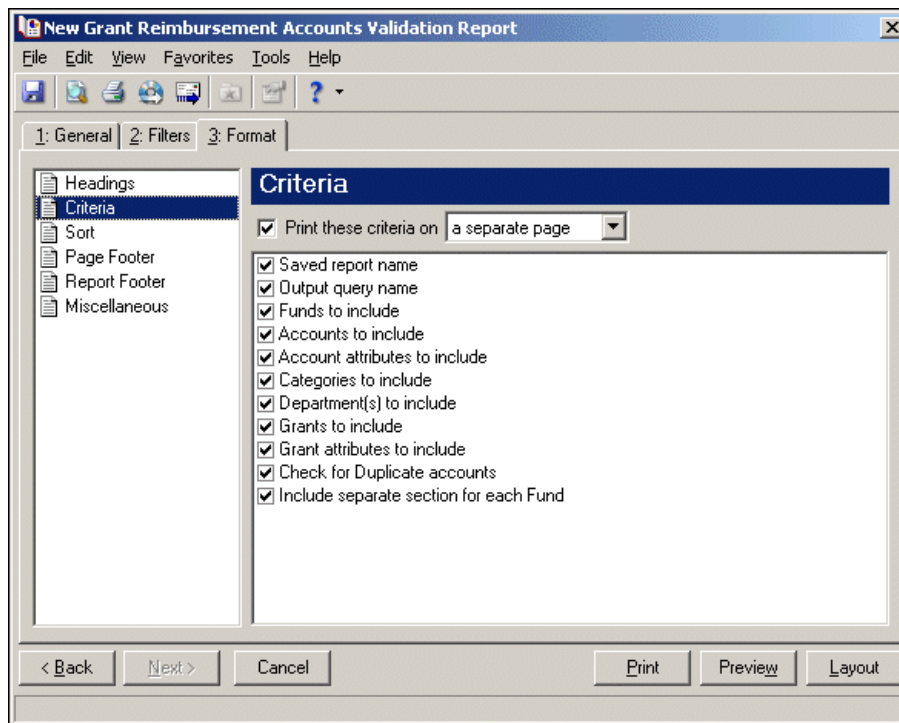 New Grant Reimbursement Accounts Validation Report
File Edit View Favorites Tools Help
?
1: General 2: Filters 3: Format
Headings
Criteria
Sort
Page Footer
Report Footer
Miscellaneous
Criteria
Print these criteria on a separate page
Saved report name
Output query name
Funds to include
Accounts to include
Account attributes to include
Categories to include
Department(s) to include
Grants to include
Grant attributes to include
Check for Duplicate accounts
Include separate section for each Fund
< Back Next > Cancel Print Preview Layout